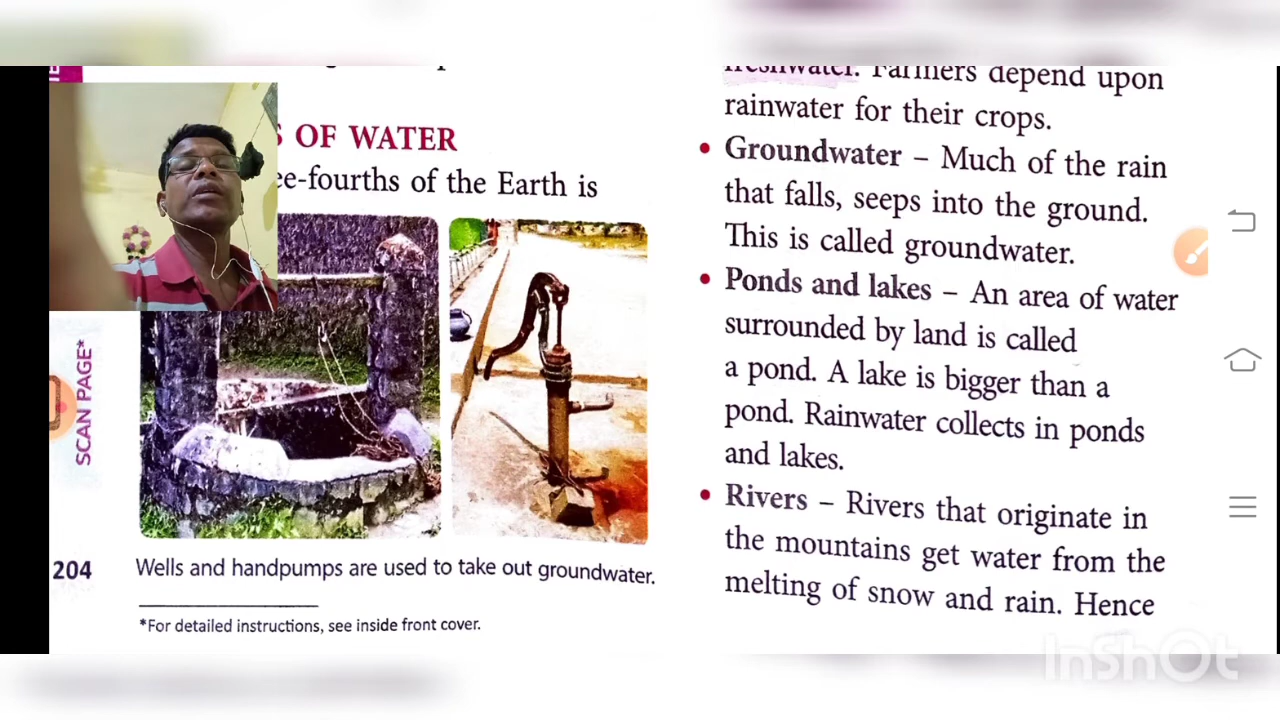 OF WATER
ee-fourths of the Earth is
SCAN PAGE*
204
Wells and handpumps are used to take out groundwater.
*For detailed instructions, see inside front cover.
freshwater. Farmers depend upon
rainwater for their crops.
• Groundwater – Much of the rain
that falls, seeps into the ground.
This is called groundwater.
• Ponds and lakes – An area of water
surrounded by land is called
a pond. A lake is bigger than a
pond. Rainwater collects in ponds
and lakes.
• Rivers – Rivers that originate in
the mountains get water from the
melting of snow and rain. Hence
InShOt